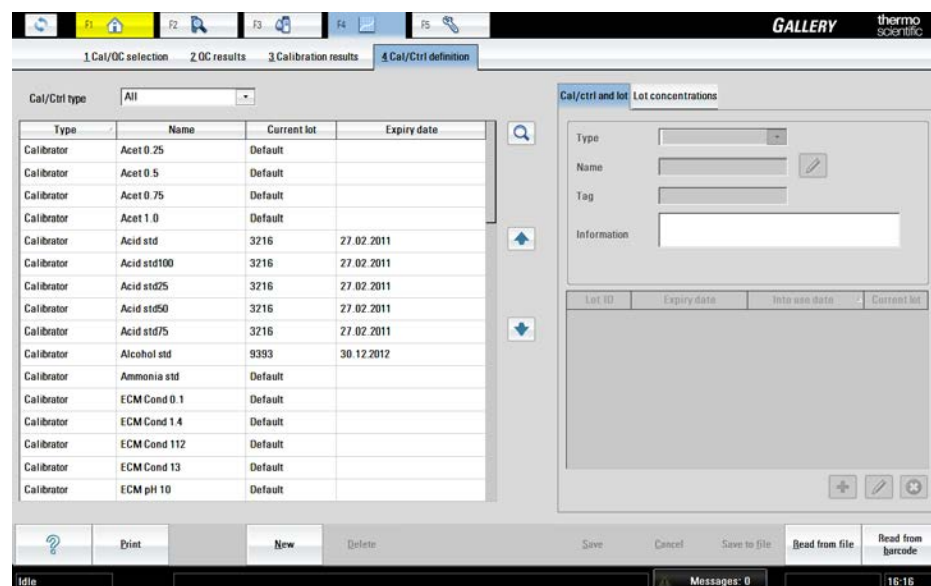 F1 F2 F3 F4 F5 GALLERY thermo scientific
1 Cal/QC selection 2 QC results 3 Calibration results 4 Cal/Ctrl definition
Cal/Ctrl type All
Cal/ctrl and lot Lot concentrations
Type Name Current lot Expiry date
Calibrator Acet 0.25 Default
Calibrator Acet 0.5 Default
Calibrator Acet 0.75 Default
Calibrator Acet 1.0 Default
Calibrator Acid std 3216 27.02.2011
Calibrator Acid std100 3216 27.02.2011
Calibrator Acid std25 3216 27.02.2011
Calibrator Acid std50 3216 27.02.2011
Calibrator Acid std75 3216 27.02.2011
Calibrator Alcohol std 9393 30.12.2012
Calibrator Ammonia std Default
Calibrator ECM Cond 0.1 Default
Calibrator ECM Cond 1.4 Default
Calibrator ECM Cond 112 Default
Calibrator ECM Cond 13 Default
Calibrator ECM pH 10 Default
Type
Name
Tag
Information
Lot ID Expiry date Into use date Current lot
? Print New Delete Save Cancel Save to file Read from file Read from barcode
Idle Messages: 0 16:16